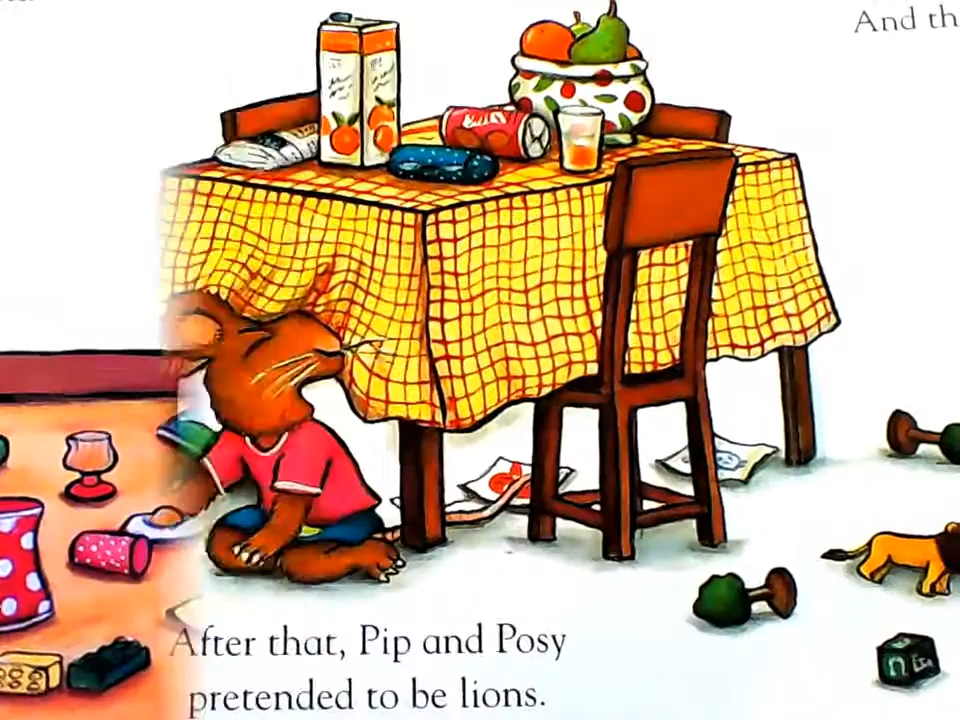 And th
After that, Pip and Posy
pretended to be lions.